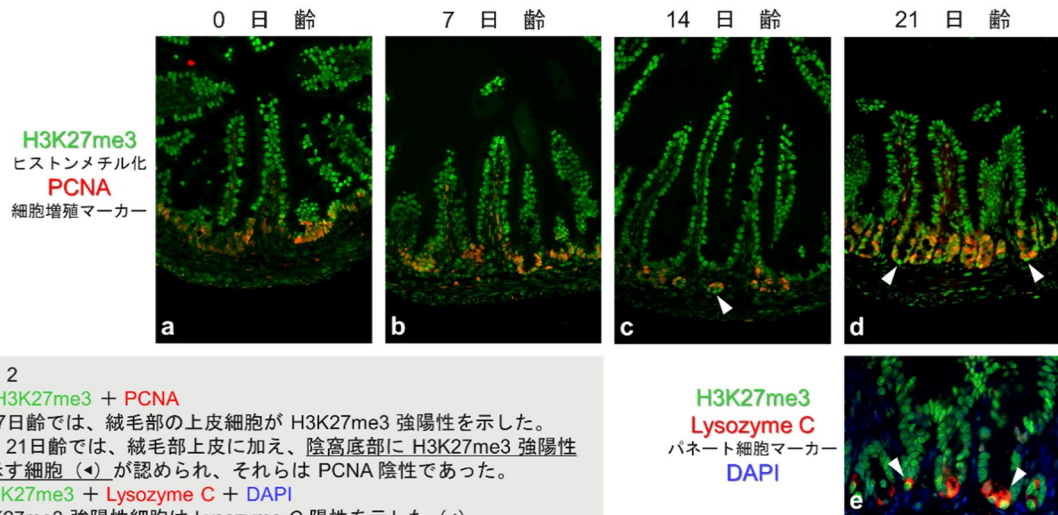 0 日 齢
7 日 齢
14 日 齢
21 日 齢
H3K27me3
ヒストンメチル化
PCNA
細胞増殖マーカー
a
b
c
d
2
H3K27me3 + PCNA
7日齢では、絨毛部の上皮細胞が H3K27me3 強陽性を示した。
21日齢では、絨毛部上皮に加え、陰窩底部に H3K27me3 強陽性
す細胞（◂）が認められ、それらは PCNA 陰性であった。
K27me3 + Lysozyme C + DAPI
H3K27me3
Lysozyme C
パネート細胞マーカー
DAPI
e